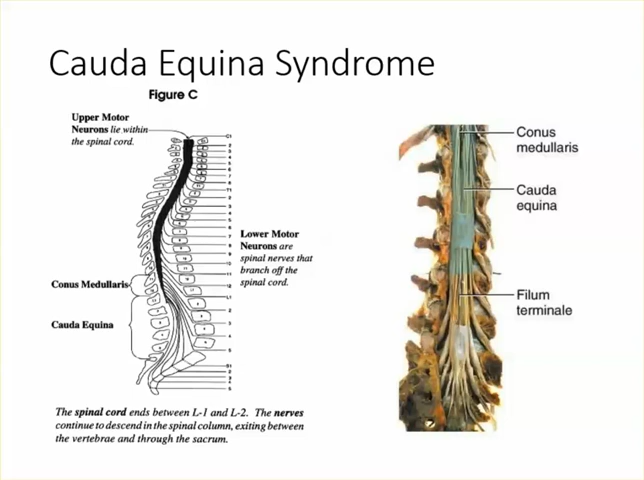 Cauda Equina Syndrome
Figure C
Upper Motor
Neurons lie within
the spinal cord.
Lower Motor
Neurons are
spinal nerves that
branch off the
spinal cord.
Conus Medullaris
Cauda Equina
The spinal cord ends between L-1 and L-2. The nerves
continue to descend in the spinal column, exiting between
the vertebrae and through the sacrum.
Conus
medullaris
Cauda
equina
Filum
terminale